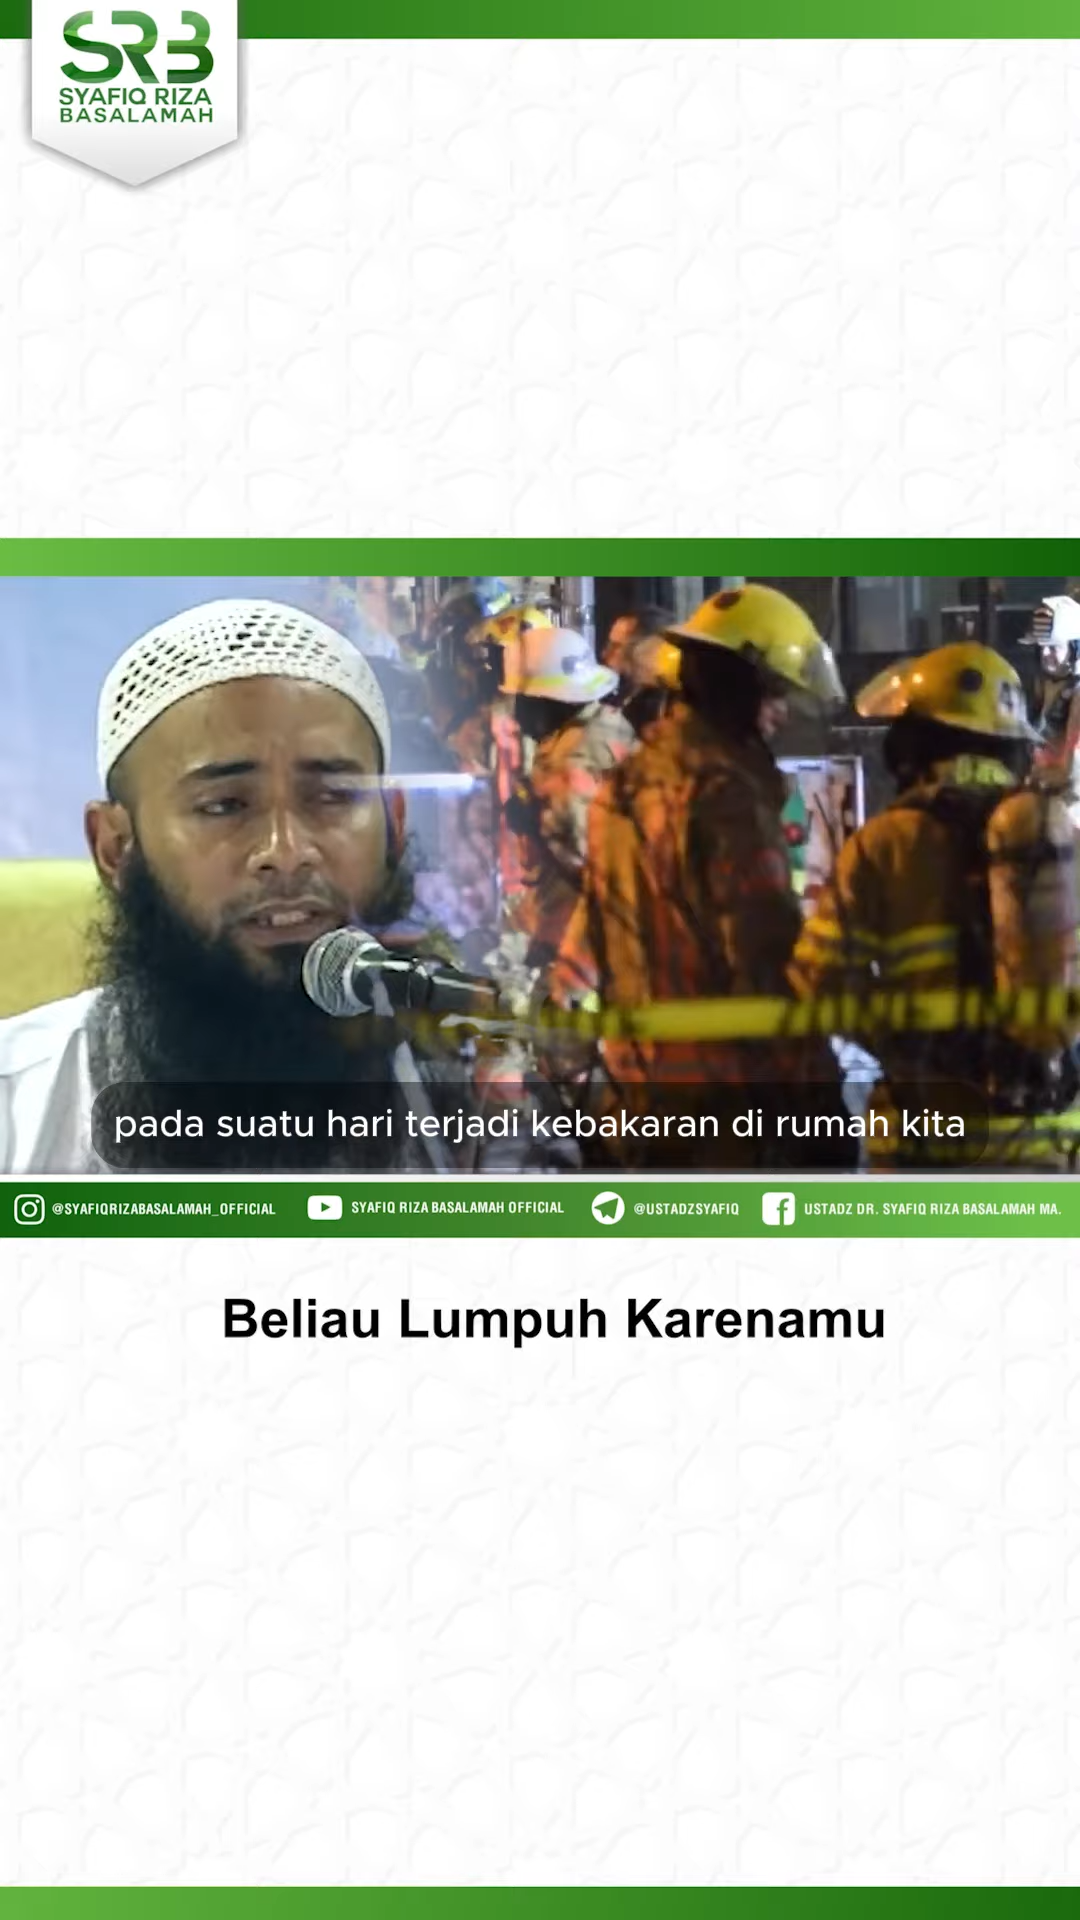 SRB
SYAFIQ RIZA
BASALAMAH
pada suatu hari terjadi kebakaran di rumah kita
@SYAFIQRIZABASALAMAH_OFFICIAL
SYAFIQ RIZA BASALAMAH OFFICIAL
@USTADZSYAFIQ
USTADZ DR. SYAFIQ RIZA BASALAMAH MA.
Beliau Lumpuh Karenamu